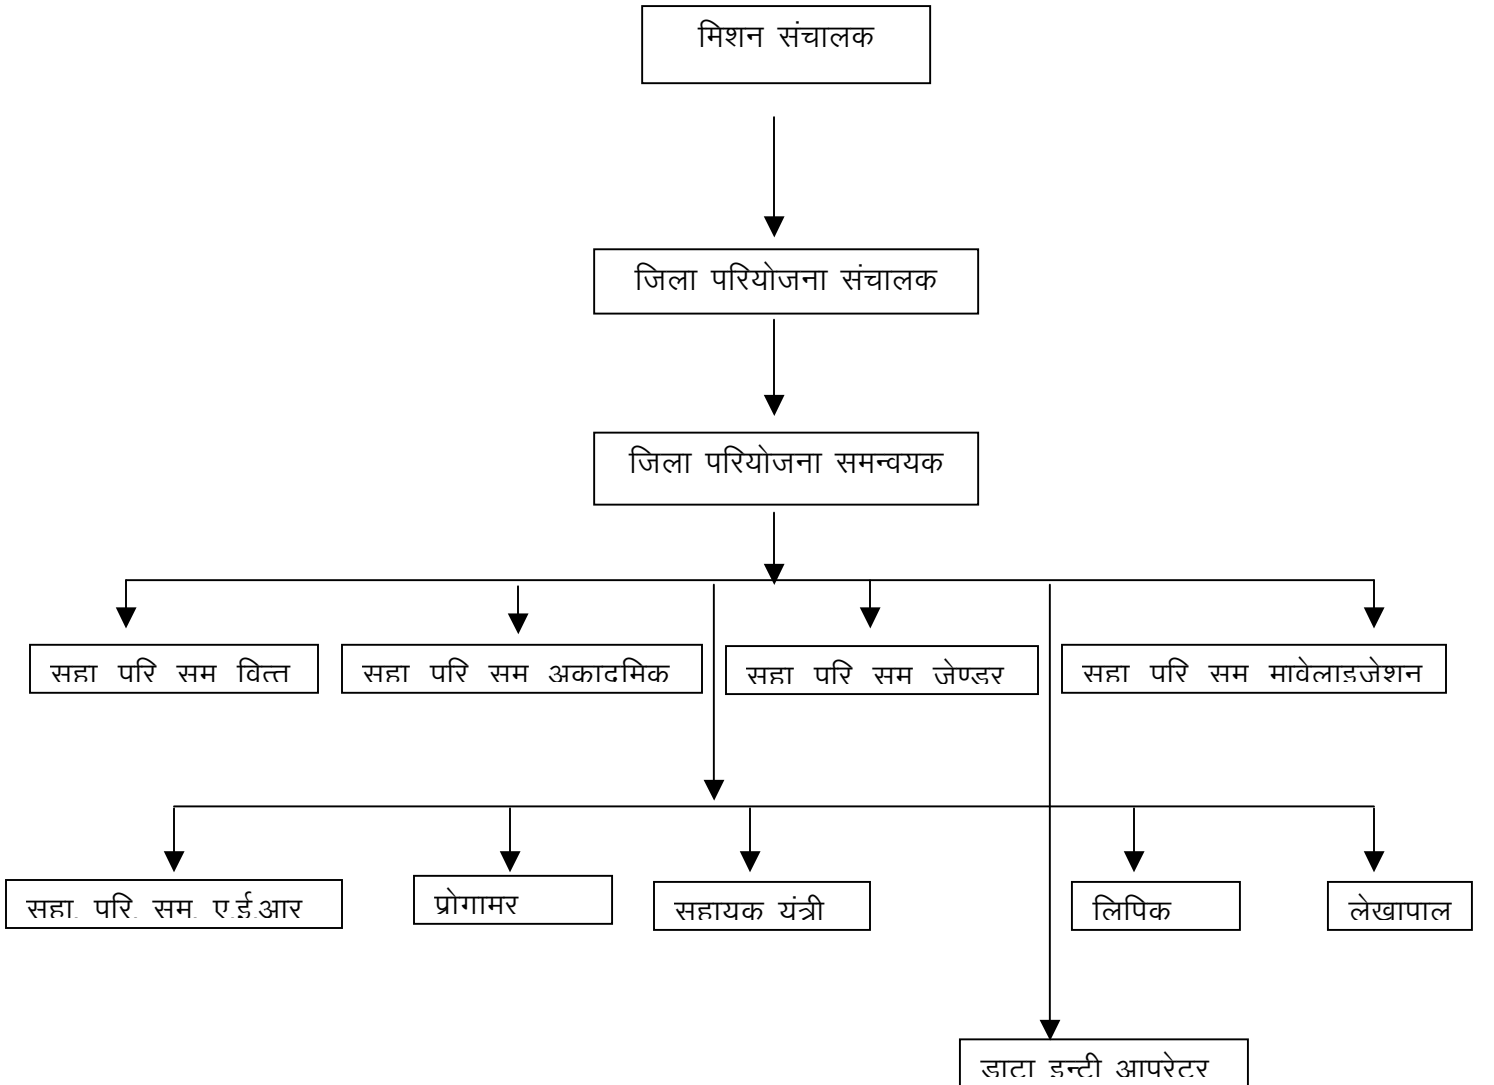 मिशन संचालक
जिला परियोजना संचालक
जिला परियोजना समन्वयक
सहा परि सम वित्त
सहा परि सम अकादमिक
सहा परि सम जेण्डर
सहा परि सम मावेलाइजेशन
सहा. परि. सम. ए.ई.आर
प्रोगामर
सहायक यंत्री
लिपिक
लेखापाल
डाटा इन्टी आपरेटर